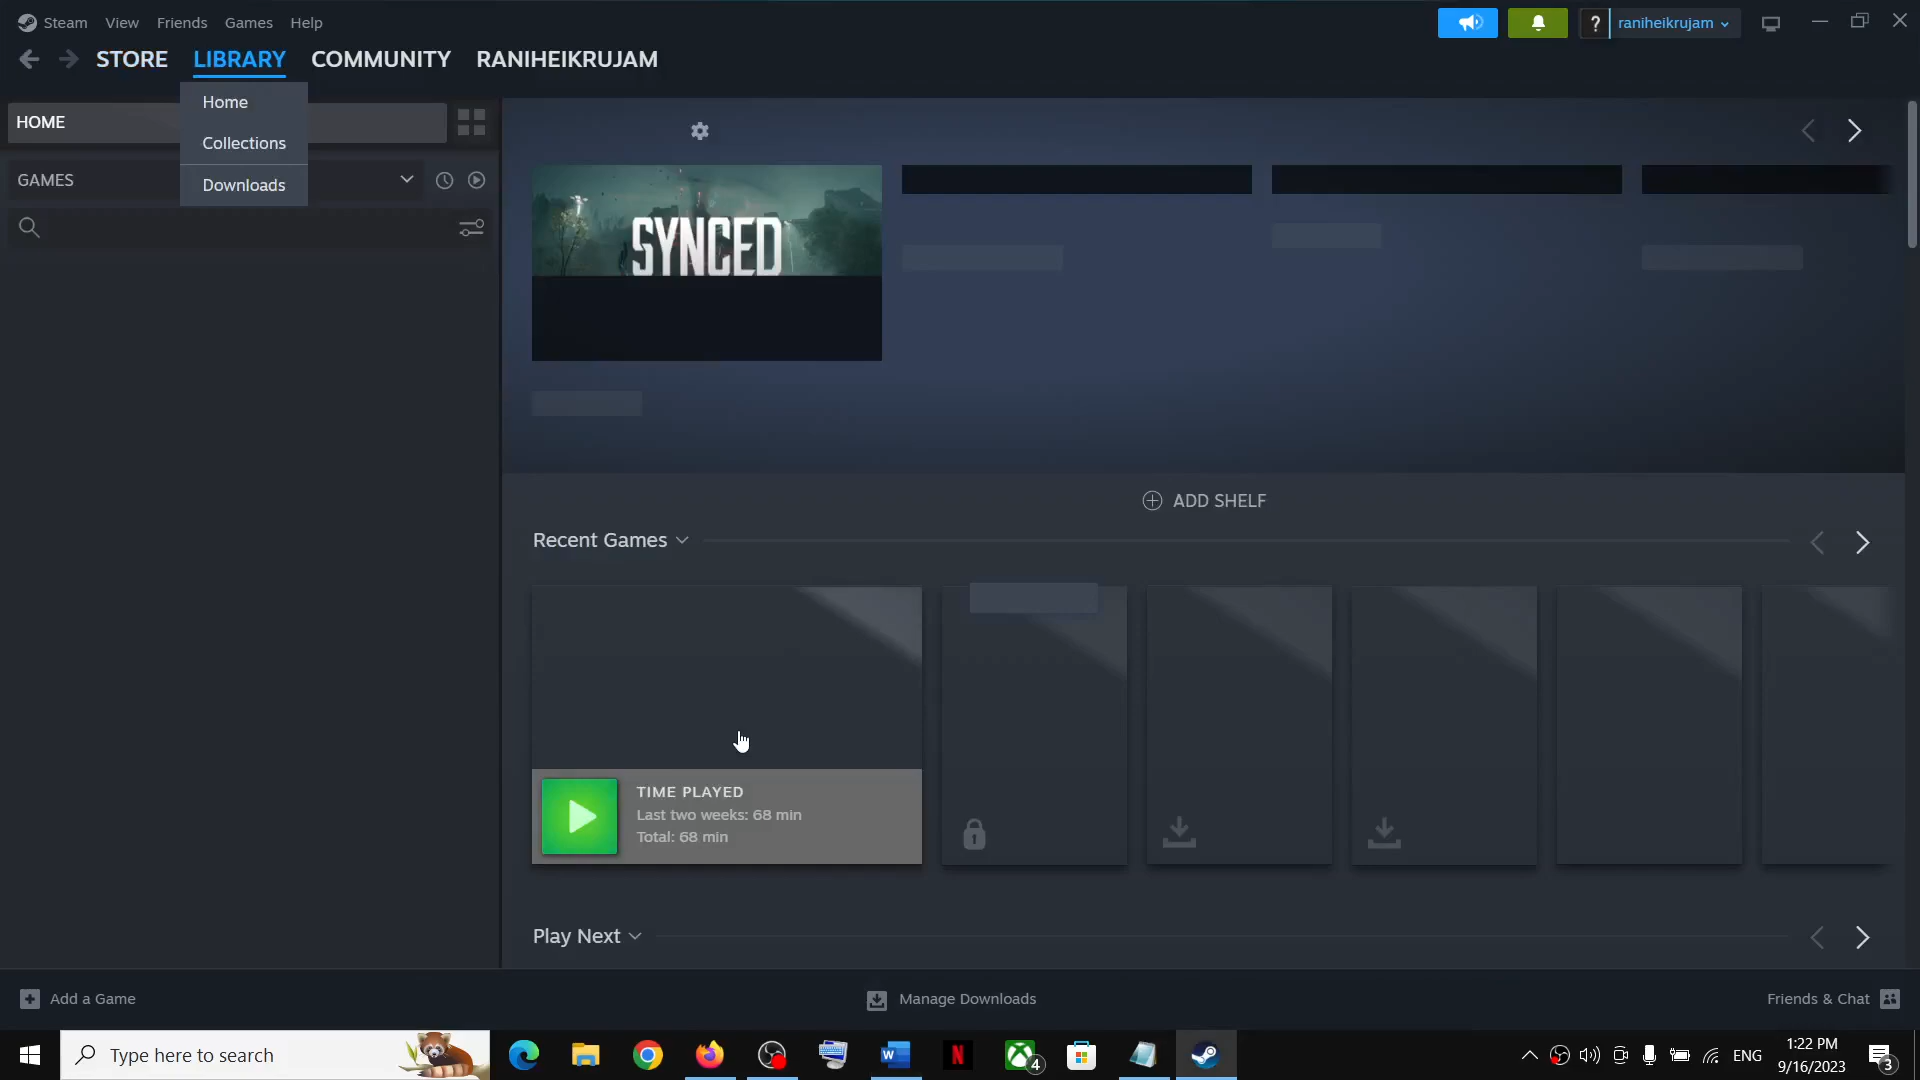 Steam View Friends Games Help
? raniheikrujam
STORE LIBRARY COMMUNITY RANIHEIKRUJAM
Home
HOME
Collections
GAMES
Downloads
SYNCED
ADD SHELF
Recent Games
TIME PLAYED
Last two weeks: 68 min
Total: 68 min
Play Next
Add a Game
Manage Downloads
Friends & Chat
Type here to search
W
N
4
ENG
1:22 PM
9/16/2023
3